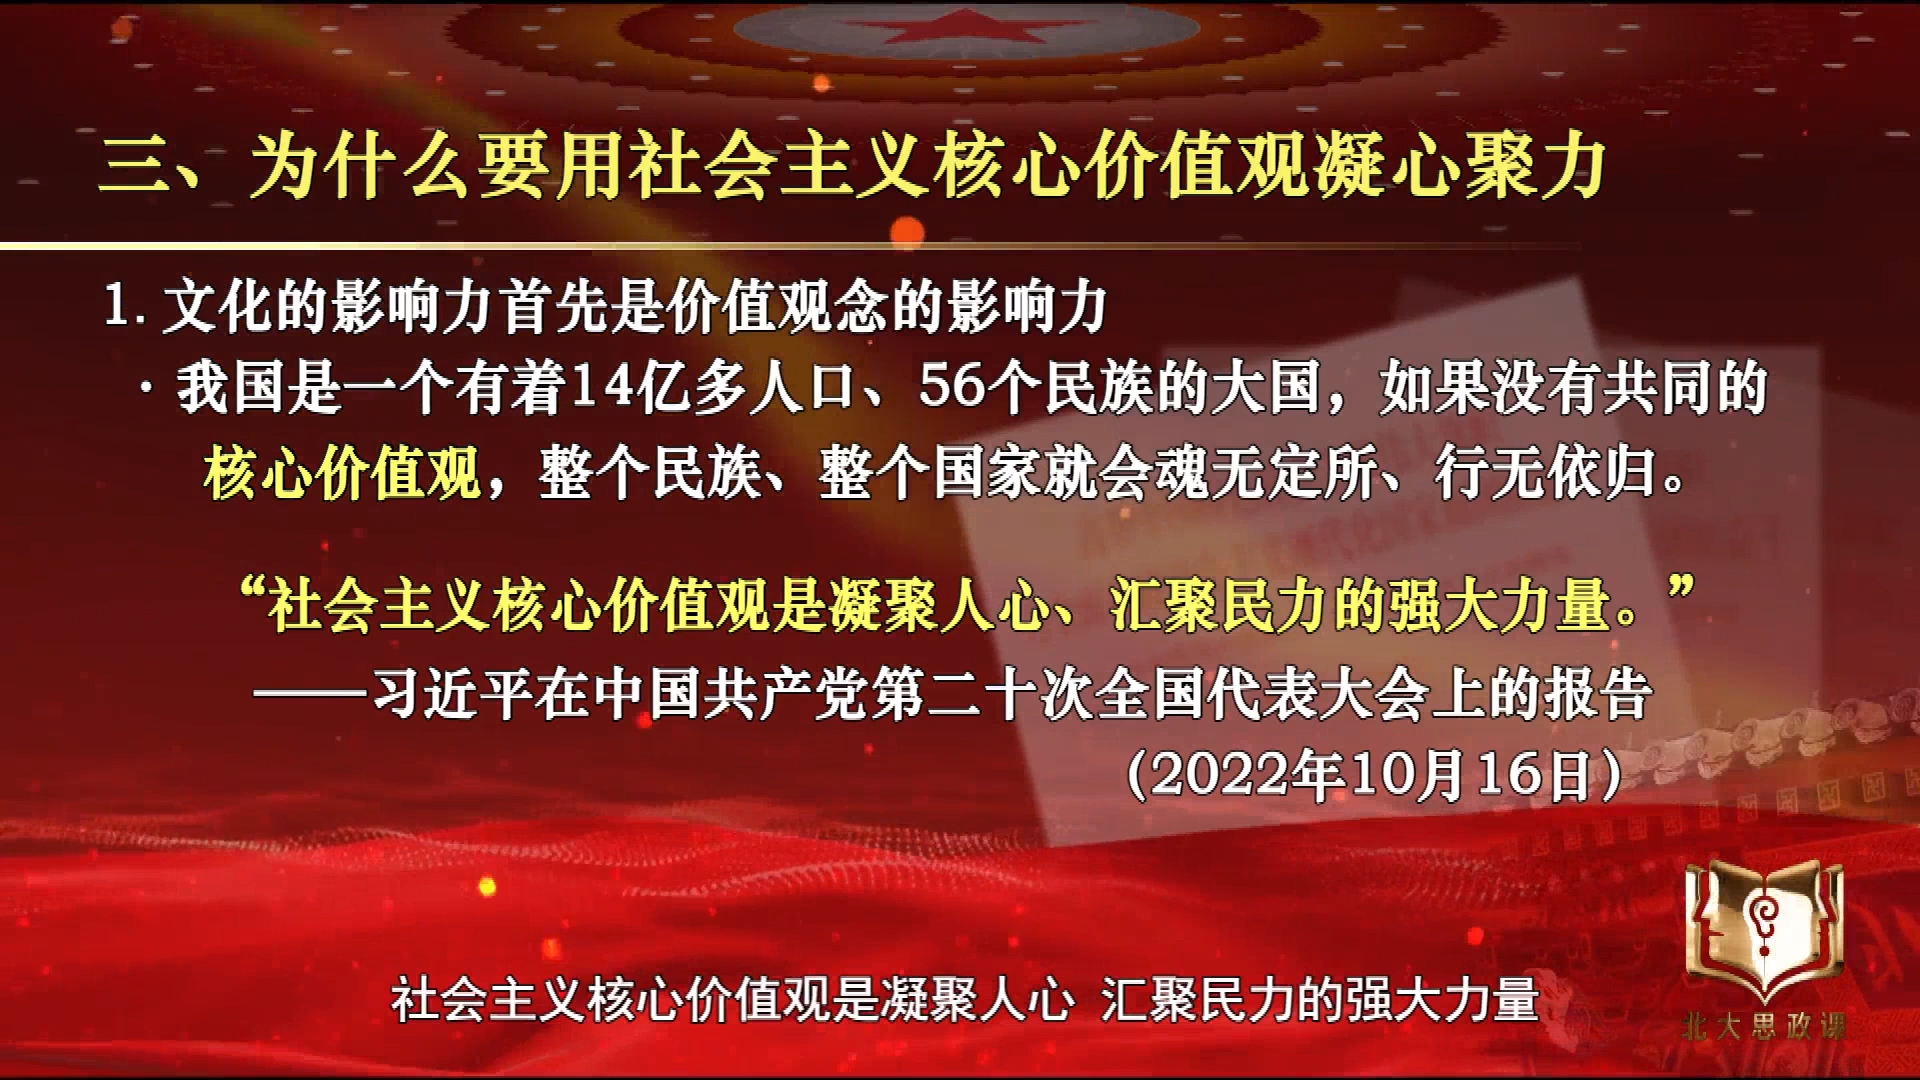 三、为什么要用社会主义核心价值观凝心聚力
1.文化的影响力首先是价值观念的影响力
·我国是一个有着14亿多人口、56个民族的大国，如果没有共同的
核心价值观，整个民族、整个国家就会魂无定所、行无依归。
“社会主义核心价值观是凝聚人心、汇聚民力的强大力量。”
——习近平在中国共产党第二十次全国代表大会上的报告
（2022年10月16日）
社会主义核心价值观是凝聚人心 汇聚民力的强大力量
北大思政课